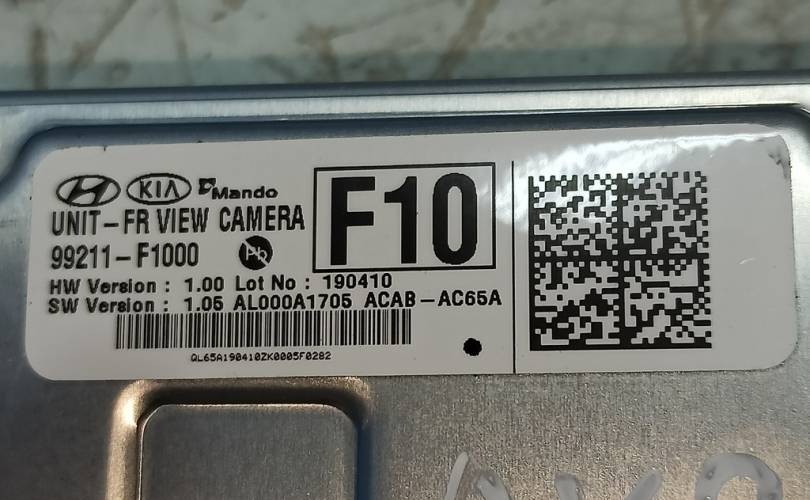 HYUNDAI KIA Mando
UNIT-FR VIEW CAMERA
99211-F1000 Pb
F10
HW Version : 1.00 Lot No : 190410
SW Version : 1.05 AL000A1705 ACAB-AC65A
QL65A190410ZK0005F0282